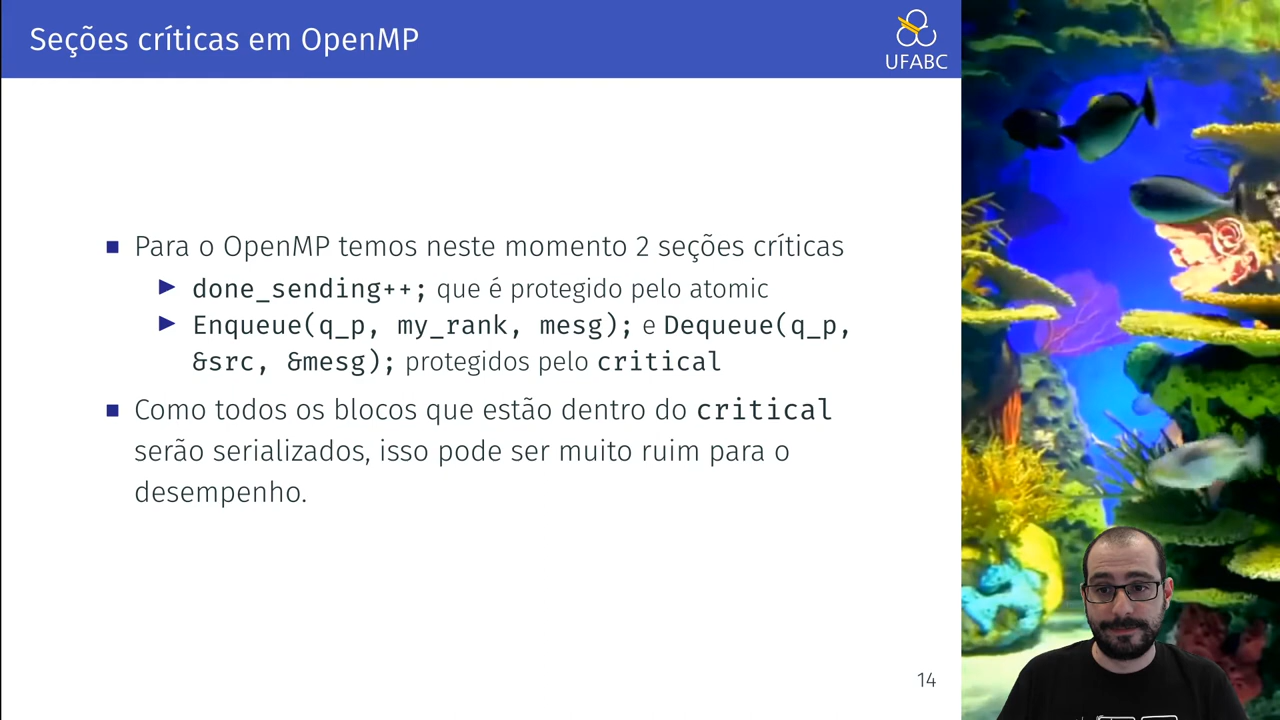 Seções críticas em OpenMP
UFABC
Para o OpenMP temos neste momento 2 seções críticas
done_sending++; que é protegido pelo atomic
Enqueue(q_p, my_rank, mesg); e Dequeue(q_p,
&src, &mesg); protegidos pelo critical
Como todos os blocos que estão dentro do critical
serão serializados, isso pode ser muito ruim para o
desempenho.
14